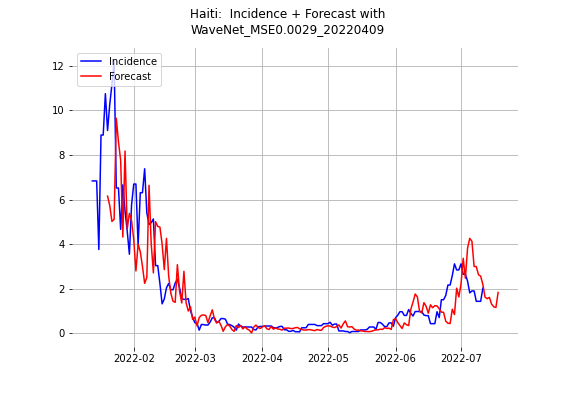 Haiti:  Incidence + Forecast with
WaveNet_MSE0.0029_20220409
Incidence
Forecast
12
10
8
6
4
2
0
2022-02 2022-03 2022-04 2022-05 2022-06 2022-07